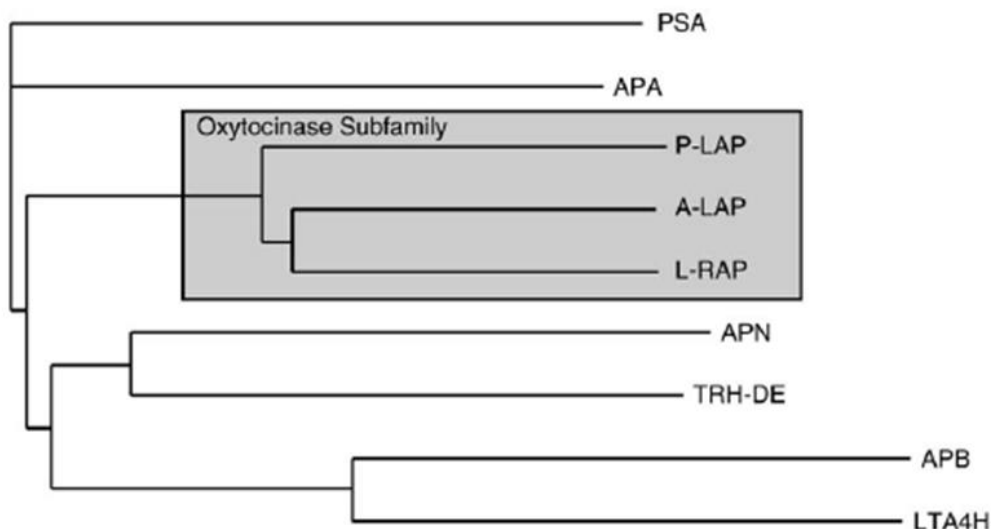 PSA
APA
Oxytocinase Subfamily
P-LAP
A-LAP
L-RAP
APN
TRH-DE
APB
LTA4H